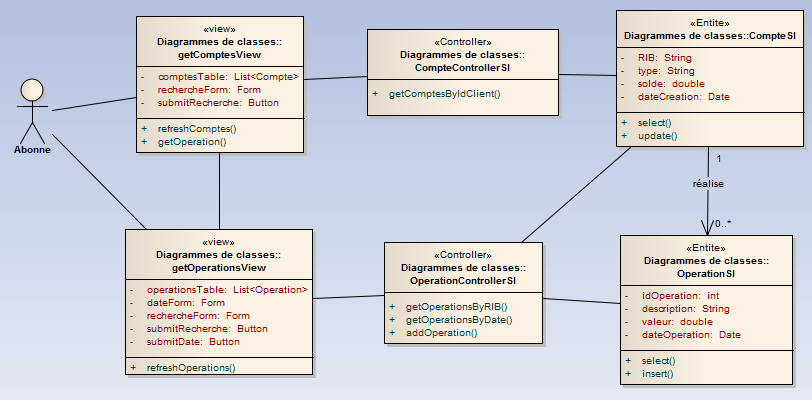 «view»
Diagrammes de classes::
getComptesView
- comptesTable: List<Compte>
- rechercheForm: Form
- submitRecherche: Button
+ refreshComptes()
+ getOperation()
«Controller»
Diagrammes de classes::
CompteControllerSI
+ getComptesByIdClient()
«Entite»
Diagrammes de classes::CompteSI
- RIB: String
- type: String
- solde: double
- dateCreation: Date
+ select()
+ update()
Abonne
1
réalise
0..*
«view»
Diagrammes de classes::
getOperationsView
- operationsTable: List<Operation>
- dateForm: Form
- rechercheForm: Form
- submitRecherche: Button
- submitDate: Button
+ refreshOperations()
«Controller»
Diagrammes de classes::
OperationControllerSI
+ getOperationsByRIB()
+ getOperationsByDate()
+ addOperation()
«Entite»
Diagrammes de classes::
OperationSI
- idOperation: int
- description: String
- valeur: double
- dateOperation: Date
+ select()
+ insert()